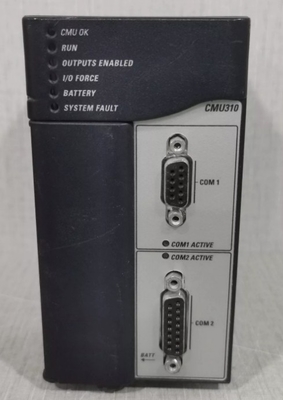 CMU OK
RUN
OUTPUTS ENABLED
I/O FORCE
BATTERY
SYSTEM FAULT
CMU310
COM 1
COM1 ACTIVE
COM2 ACTIVE
COM 2
BATT